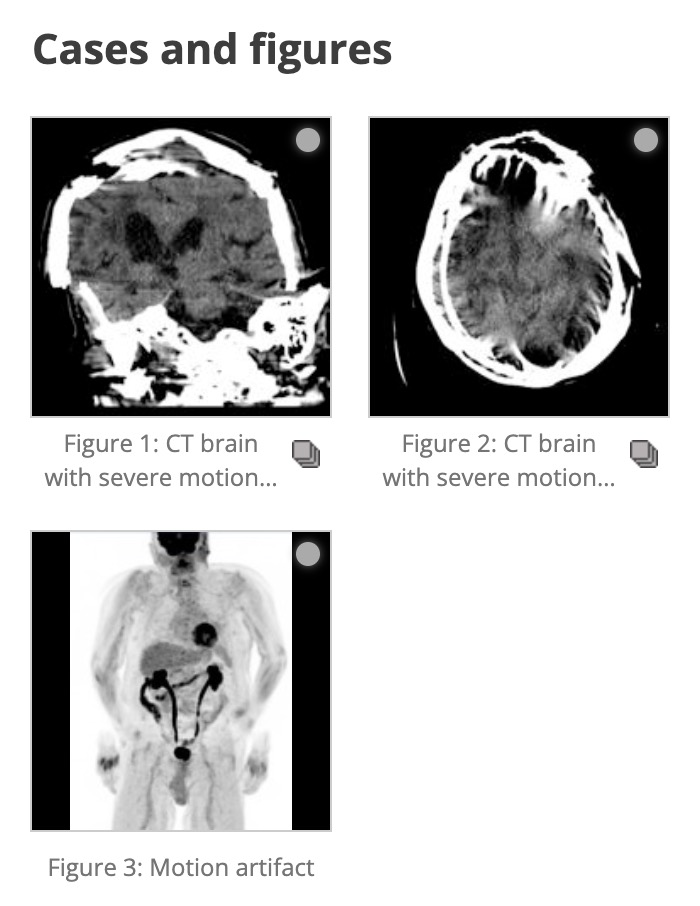 Cases and figures
Figure 1: CT brain
with severe motion...
Figure 2: CT brain
with severe motion...
Figure 3: Motion artifact